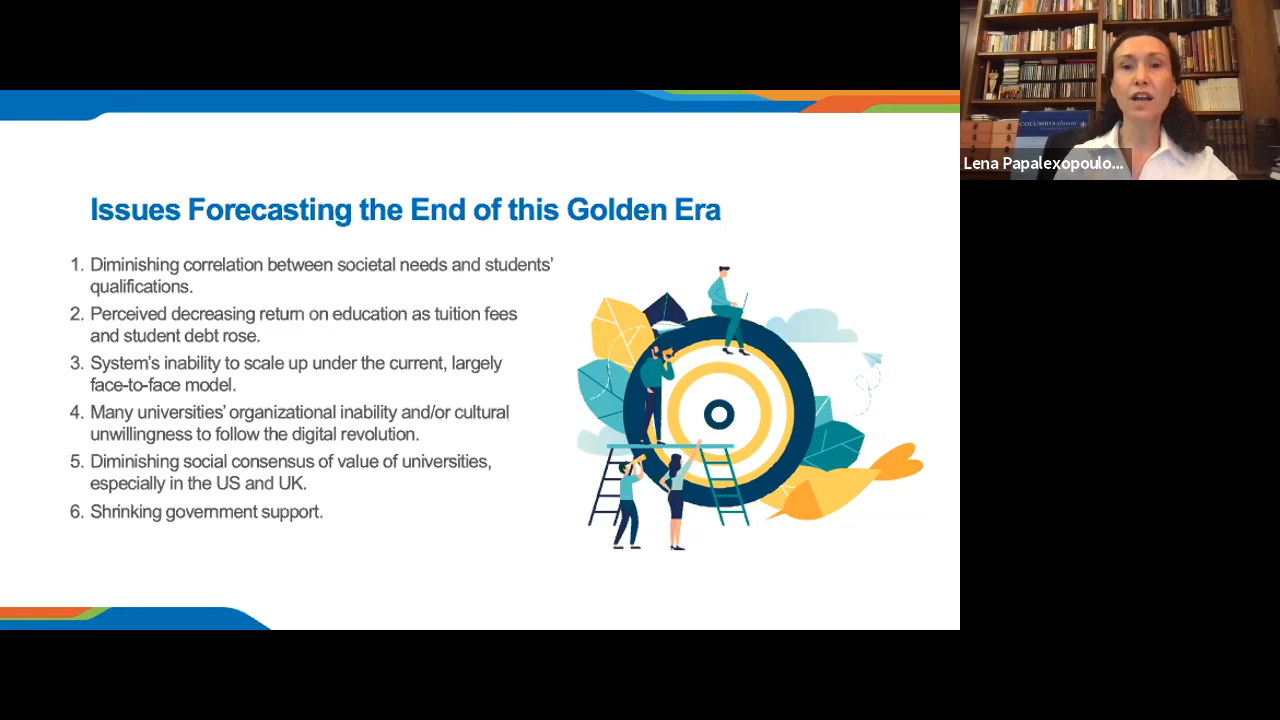 Issues Forecasting the End of this Golden Era
1. Diminishing correlation between societal needs and students’
qualifications.
2. Perceived decreasing return on education as tuition fees
and student debt rose.
3. System’s inability to scale up under the current, largely
face-to-face model.
4. Many universities’ organizational inability and/or cultural
unwillingness to follow the digital revolution.
5. Diminishing social consensus of value of universities,
especially in the US and UK.
6. Shrinking government support.
COLUMBIA alumni
Lena Papalexopoulo...